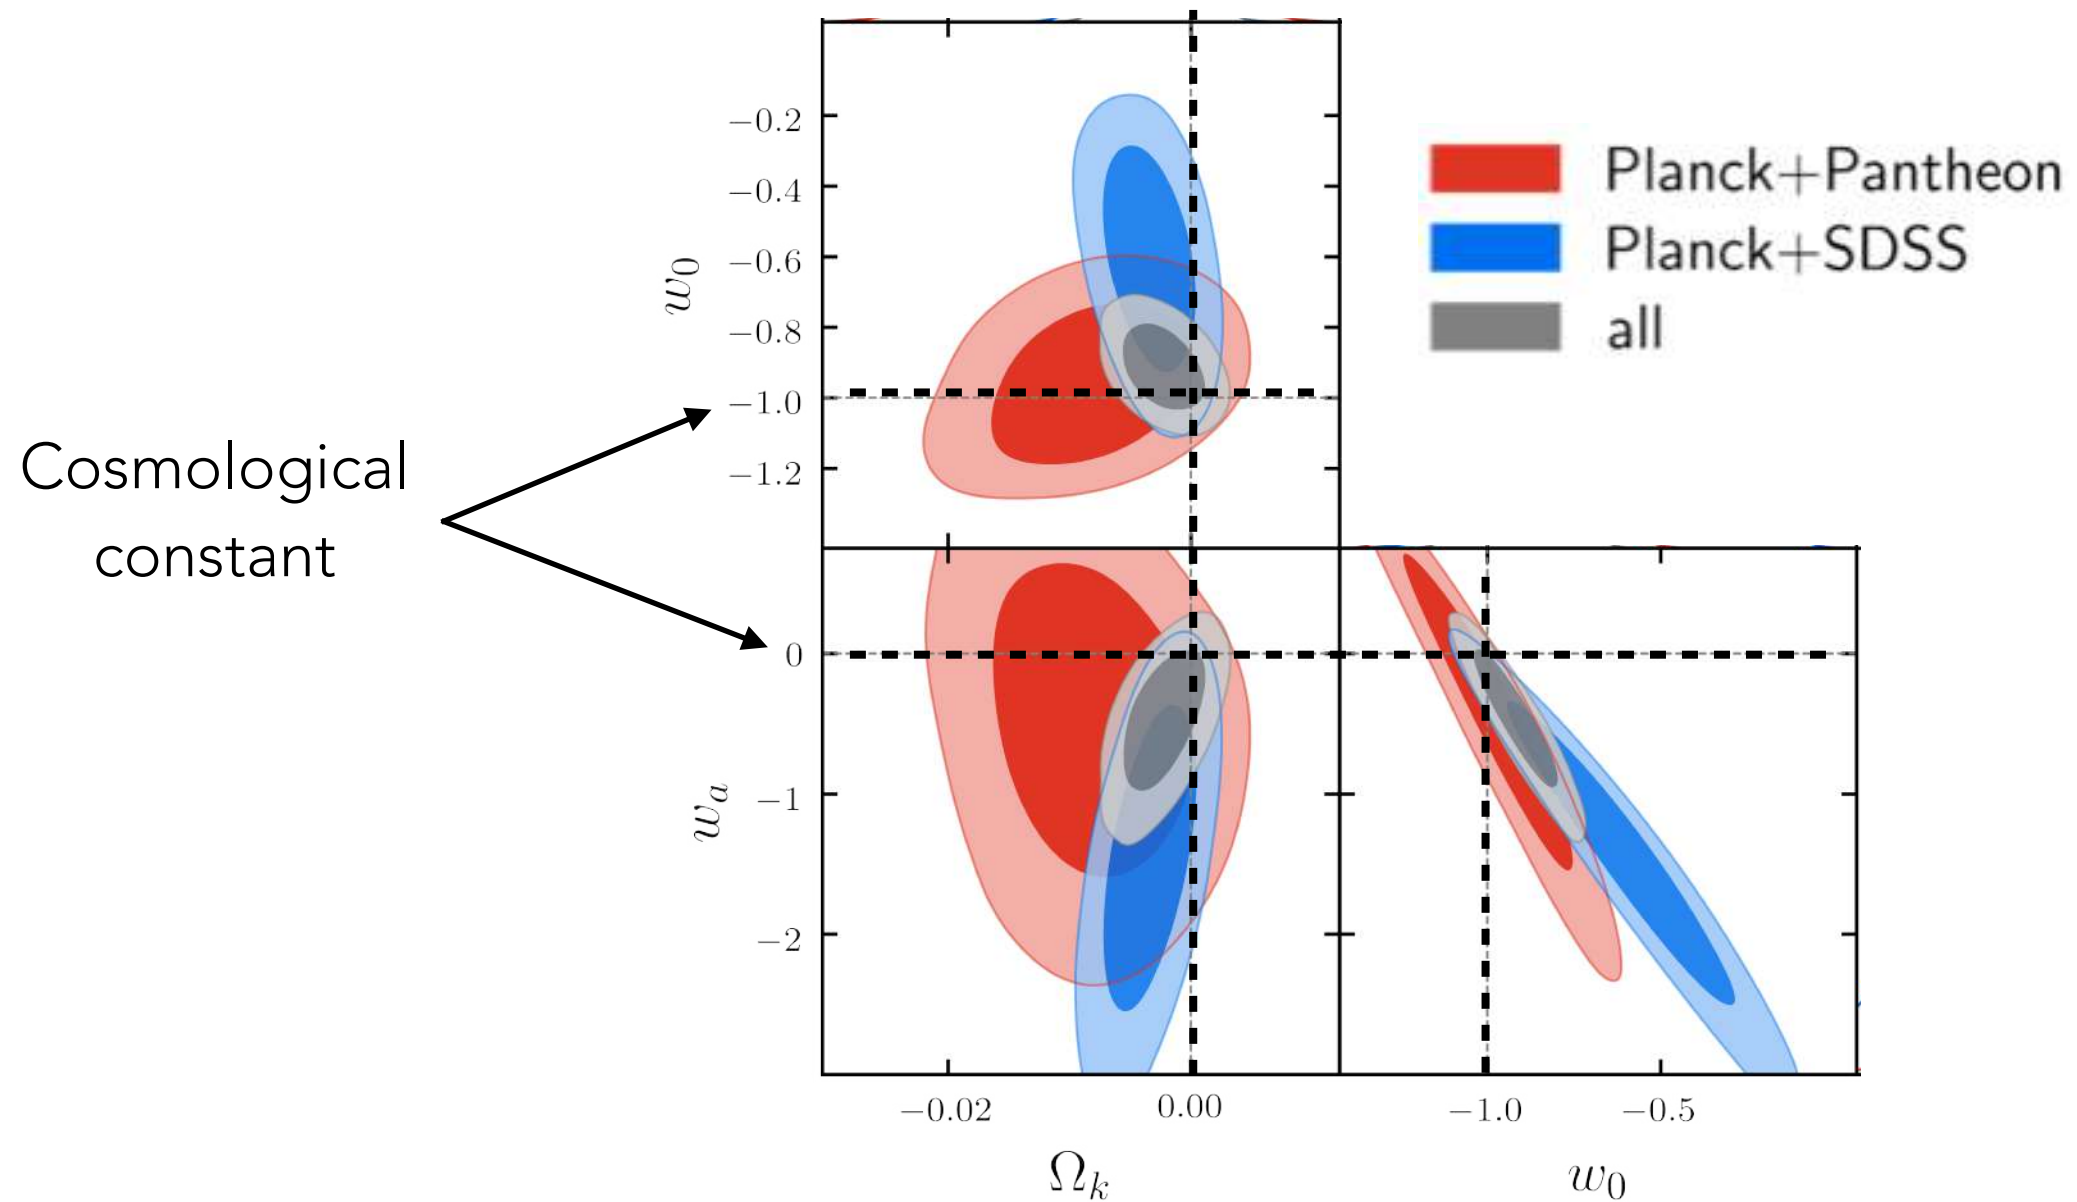 −0.2
−0.4
−0.6
−0.8
−1.0
−1.2
w₀
Planck+Pantheon
Planck+SDSS
all
Cosmological
constant
0
−1
−2
wₐ
−0.02
0.00
−1.0
−0.5
Ωₖ
w₀